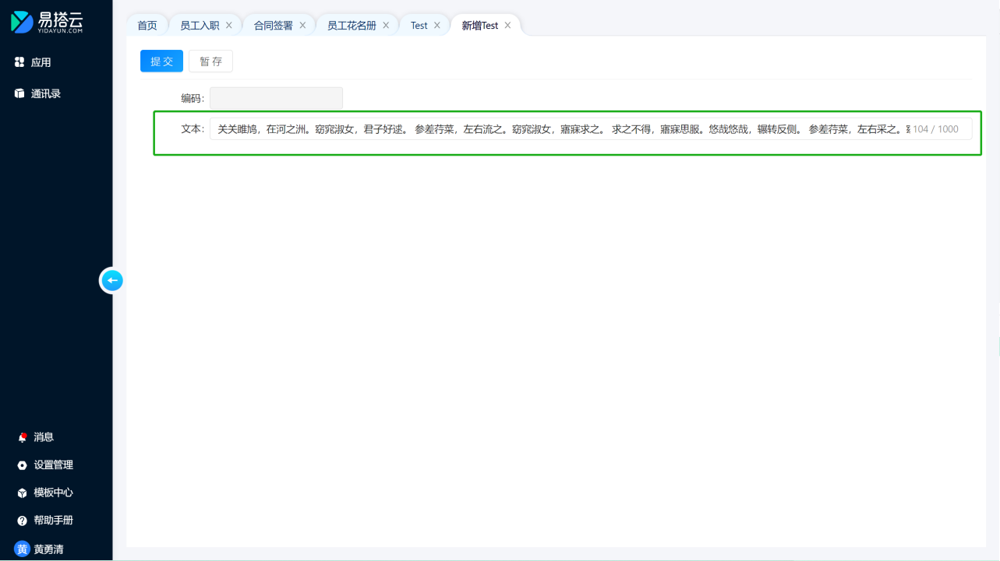 易搭云
YIDAYUN.COM
首页 员工入职 合同签署 员工花名册 Test 新增Test
应用
通讯录
提交 暂存
编码:
文本: 关关雎鸠，在河之洲。窈窕淑女，君子好逑。 参差荇菜，左右流之。窈窕淑女，寤寐求之。 求之不得，寤寐思服。悠哉悠哉，辗转反侧。 参差荇菜，左右采之。 104 / 1000
消息
设置管理
模板中心
帮助手册
黄 黄勇清